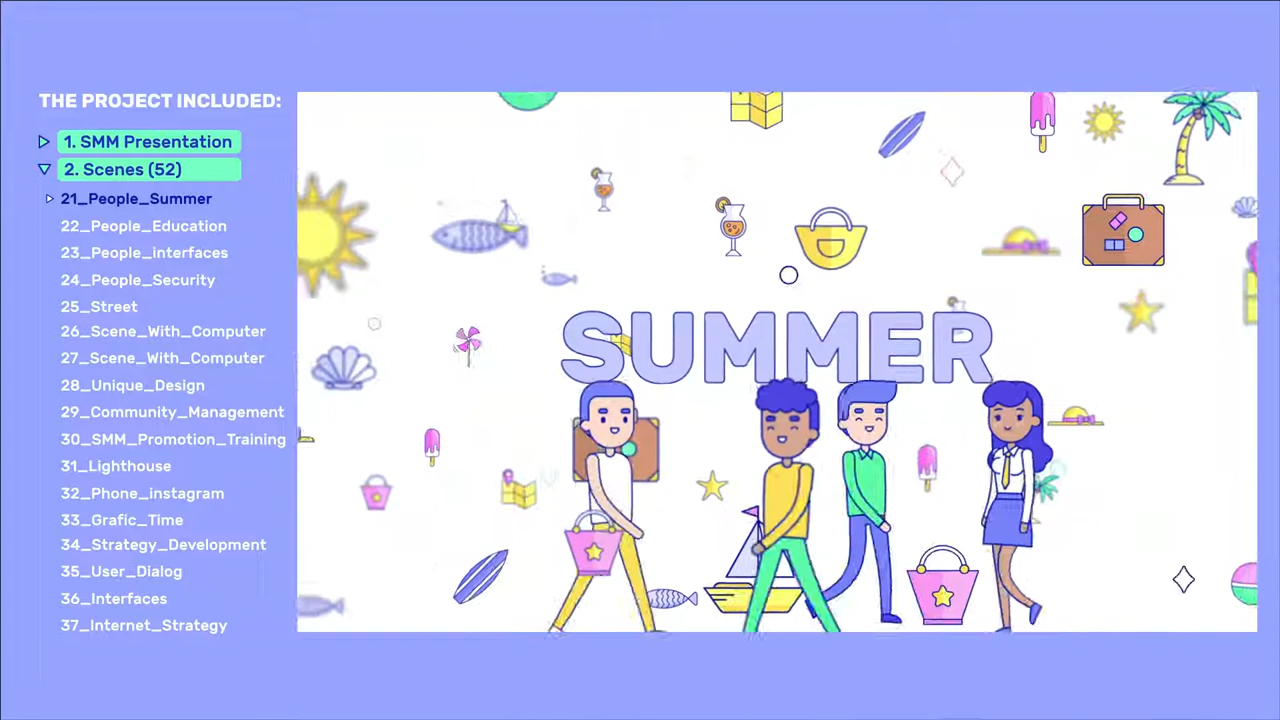 THE PROJECT INCLUDED:
1. SMM Presentation
2. Scenes (52)
21_People_Summer
22_People_Education
23_People_interfaces
24_People_Security
25_Street
26_Scene_With_Computer
27_Scene_With_Computer
28_Unique_Design
29_Community_Management
30_SMM_Promotion_Training
31_Lighthouse
32_Phone_instagram
33_Grafic_Time
34_Strategy_Development
35_User_Dialog
36_Interfaces
37_Internet_Strategy
SUMMER